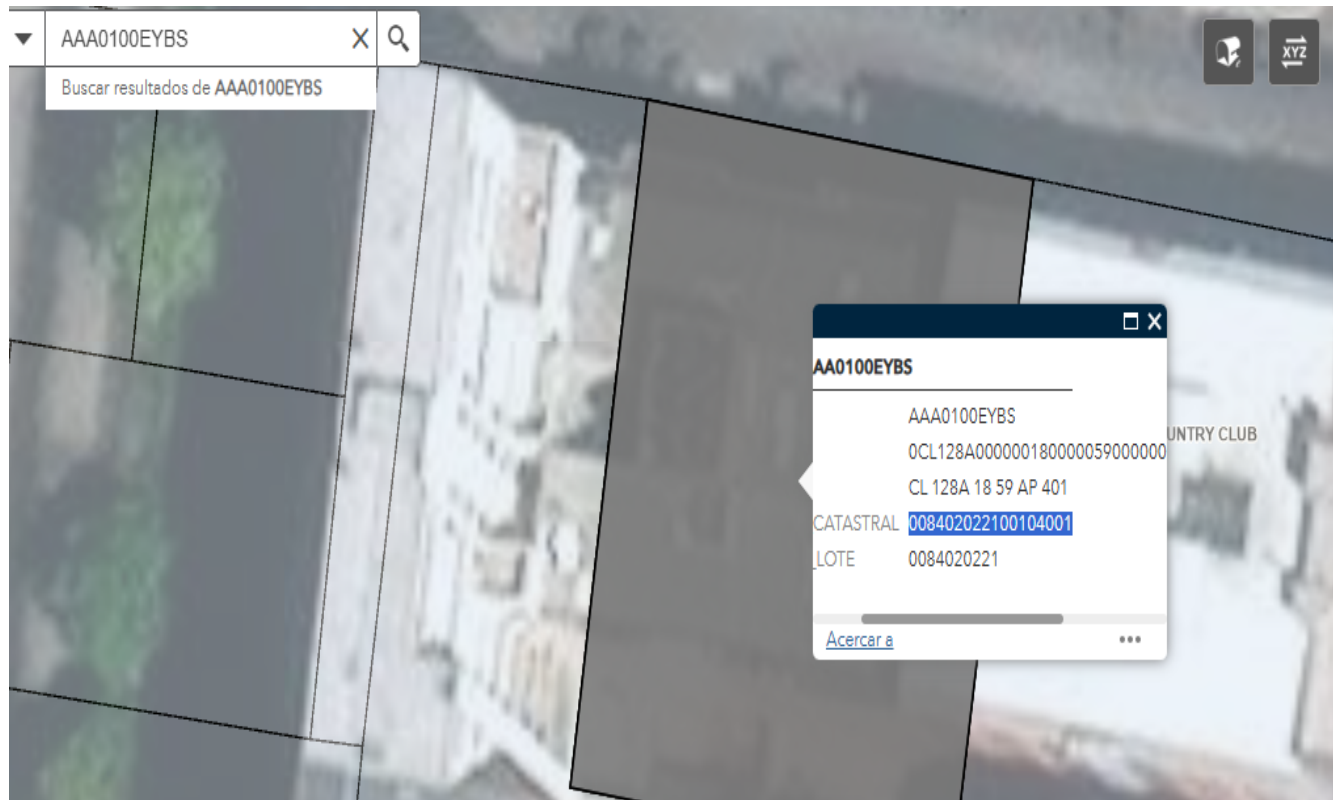 AAA0100EYBS X
Buscar resultados de AAA0100EYBS
XYZ
AA0100EYBS
AAA0100EYBS
0CL128A000000180000059000000
CL 128A 18 59 AP 401
CATASTRAL 008402022100104001
_LOTE 0084020221
Acercar a
UNTRY CLUB